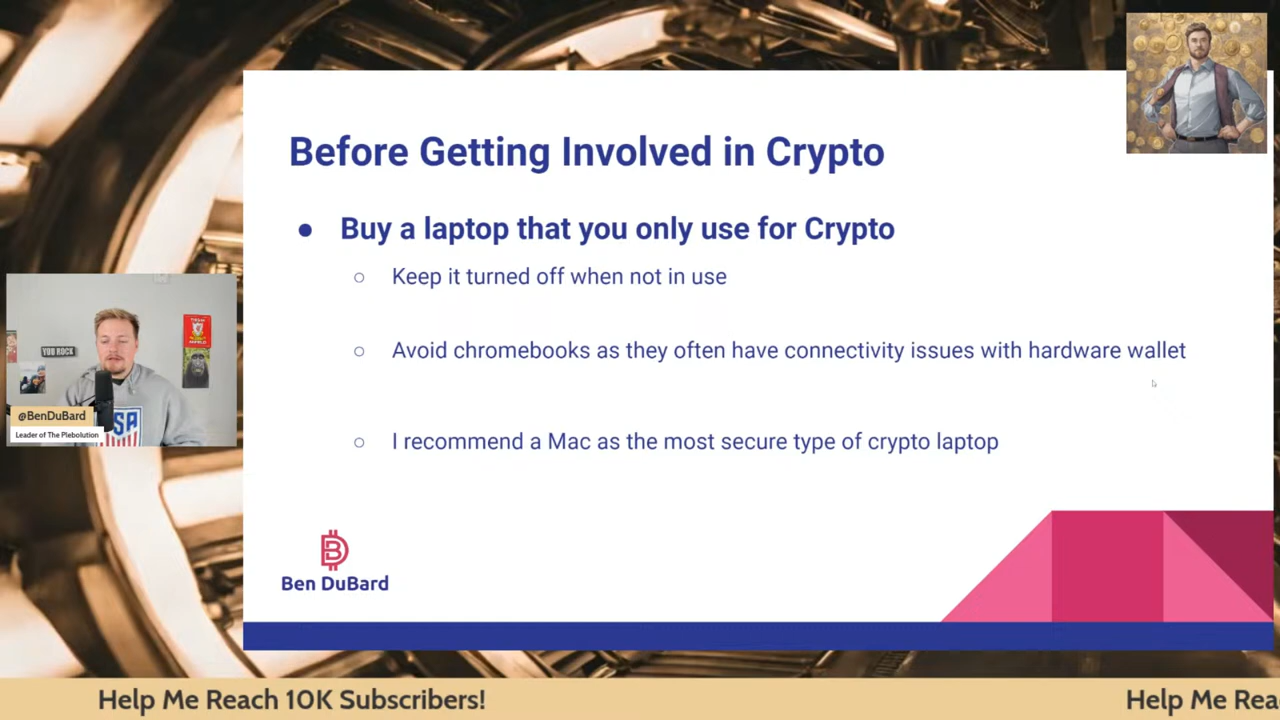 Before Getting Involved in Crypto
● Buy a laptop that you only use for Crypto
○ Keep it turned off when not in use
○ Avoid chromebooks as they often have connectivity issues with hardware wallet
○ I recommend a Mac as the most secure type of crypto laptop
YOU ROCK
@BenDuBard
Leader of The Plebolution
SA
Ben DuBard
Help Me Reach 10K Subscribers!
Help Me Rea